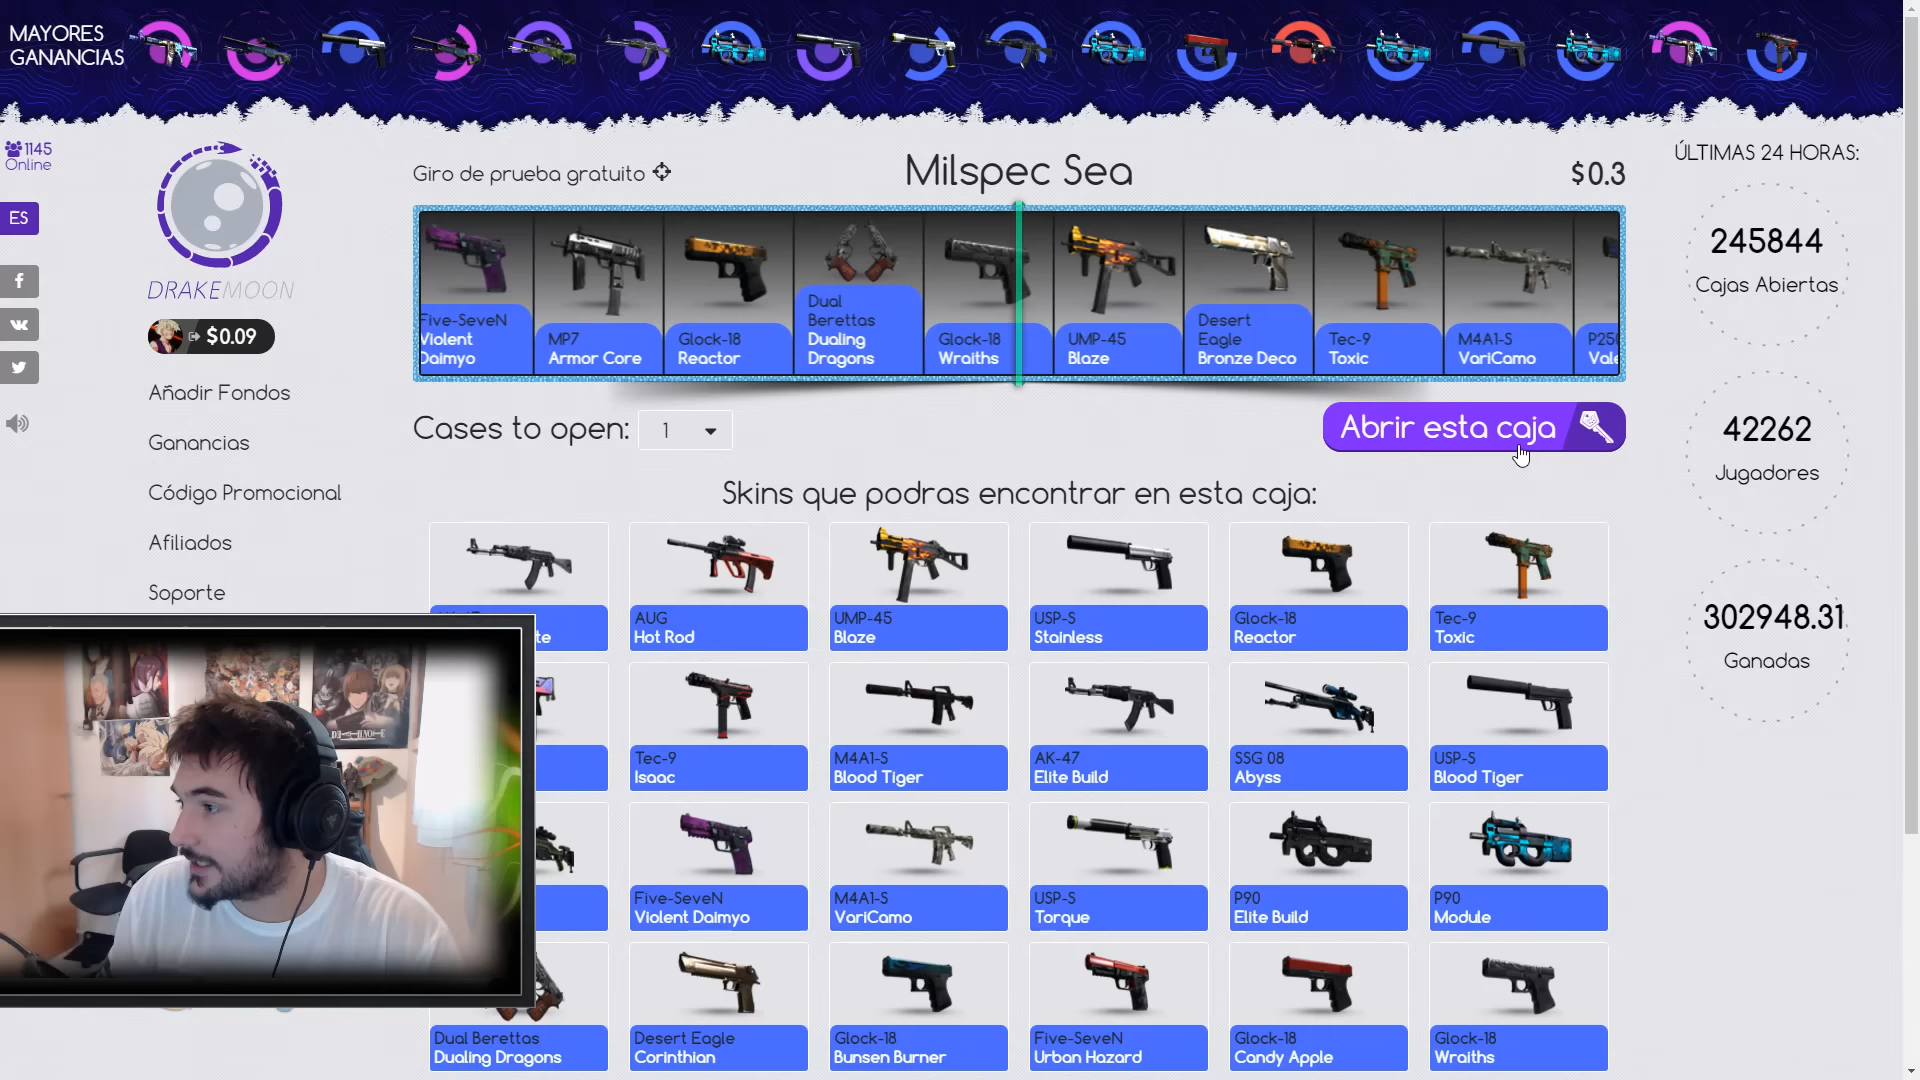 MAYORES
GANANCIAS
1145
Online
ES
DRAKEMOON
$0.09
Añadir Fondos
Ganancias
Código Promocional
Afiliados
Soporte
Giro de prueba gratuito
Milspec Sea
$0.3
Five-SeveN
Violent
Daimyo
MP7
Armor Core
Glock-18
Reactor
Dual
Berettas
Dualing
Dragons
Glock-18
Wraiths
UMP-45
Blaze
Desert
Eagle
Bronze Deco
Tec-9
Toxic
M4A1-S
VariCamo
Cases to open:
1
Abrir esta caja
Skins que podras encontrar en esta caja:
AUG
Hot Rod
UMP-45
Blaze
USP-S
Stainless
Glock-18
Reactor
Tec-9
Toxic
Tec-9
Isaac
M4A1-S
Blood Tiger
AK-47
Elite Build
SSG 08
Abyss
USP-S
Blood Tiger
Five-SeveN
Violent Daimyo
M4A1-S
VariCamo
USP-S
Torque
P90
Elite Build
P90
Module
Dual Berettas
Dualing Dragons
Desert Eagle
Corinthian
Glock-18
Bunsen Burner
Five-SeveN
Urban Hazard
Glock-18
Candy Apple
Glock-18
Wraiths
ÚLTIMAS 24 HORAS:
245844
Cajas Abiertas
42262
Jugadores
302948.31
Ganadas